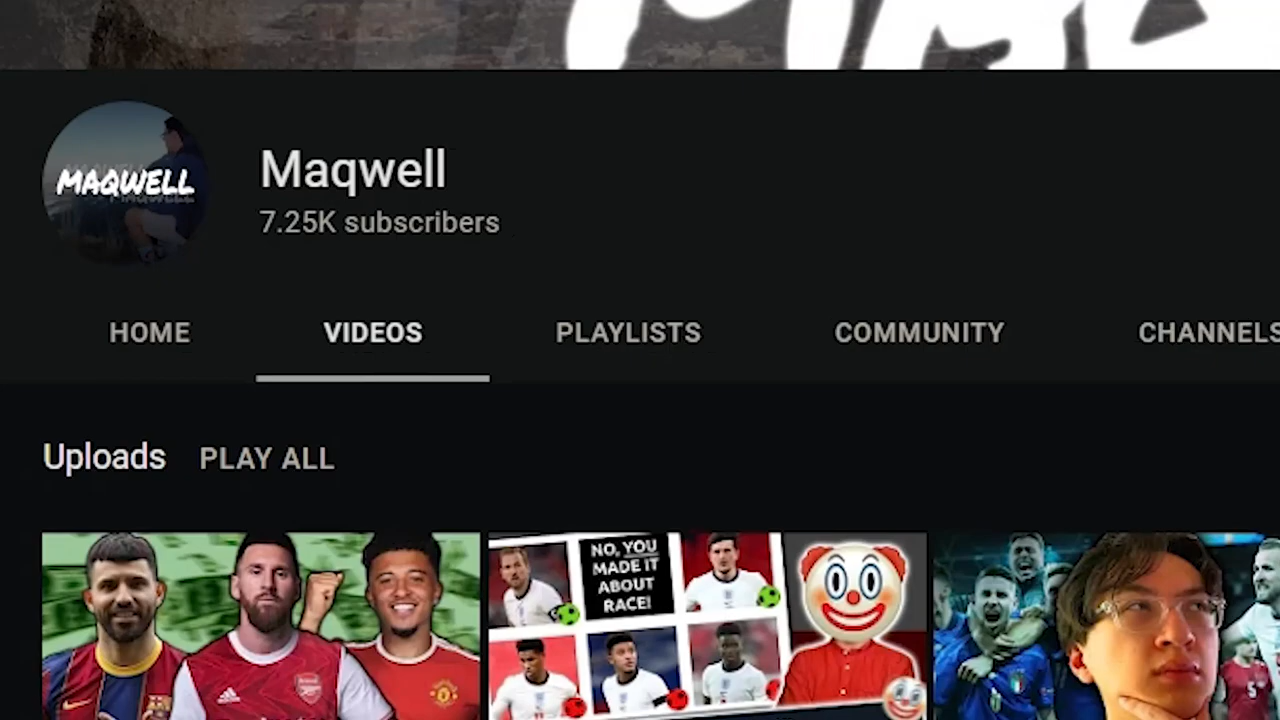 MAQWELL
Maqwell
7.25K subscribers
HOME VIDEOS PLAYLISTS COMMUNITY CHANNELS
Uploads PLAY ALL
NO, YOU
MADE IT
ABOUT
RACE!